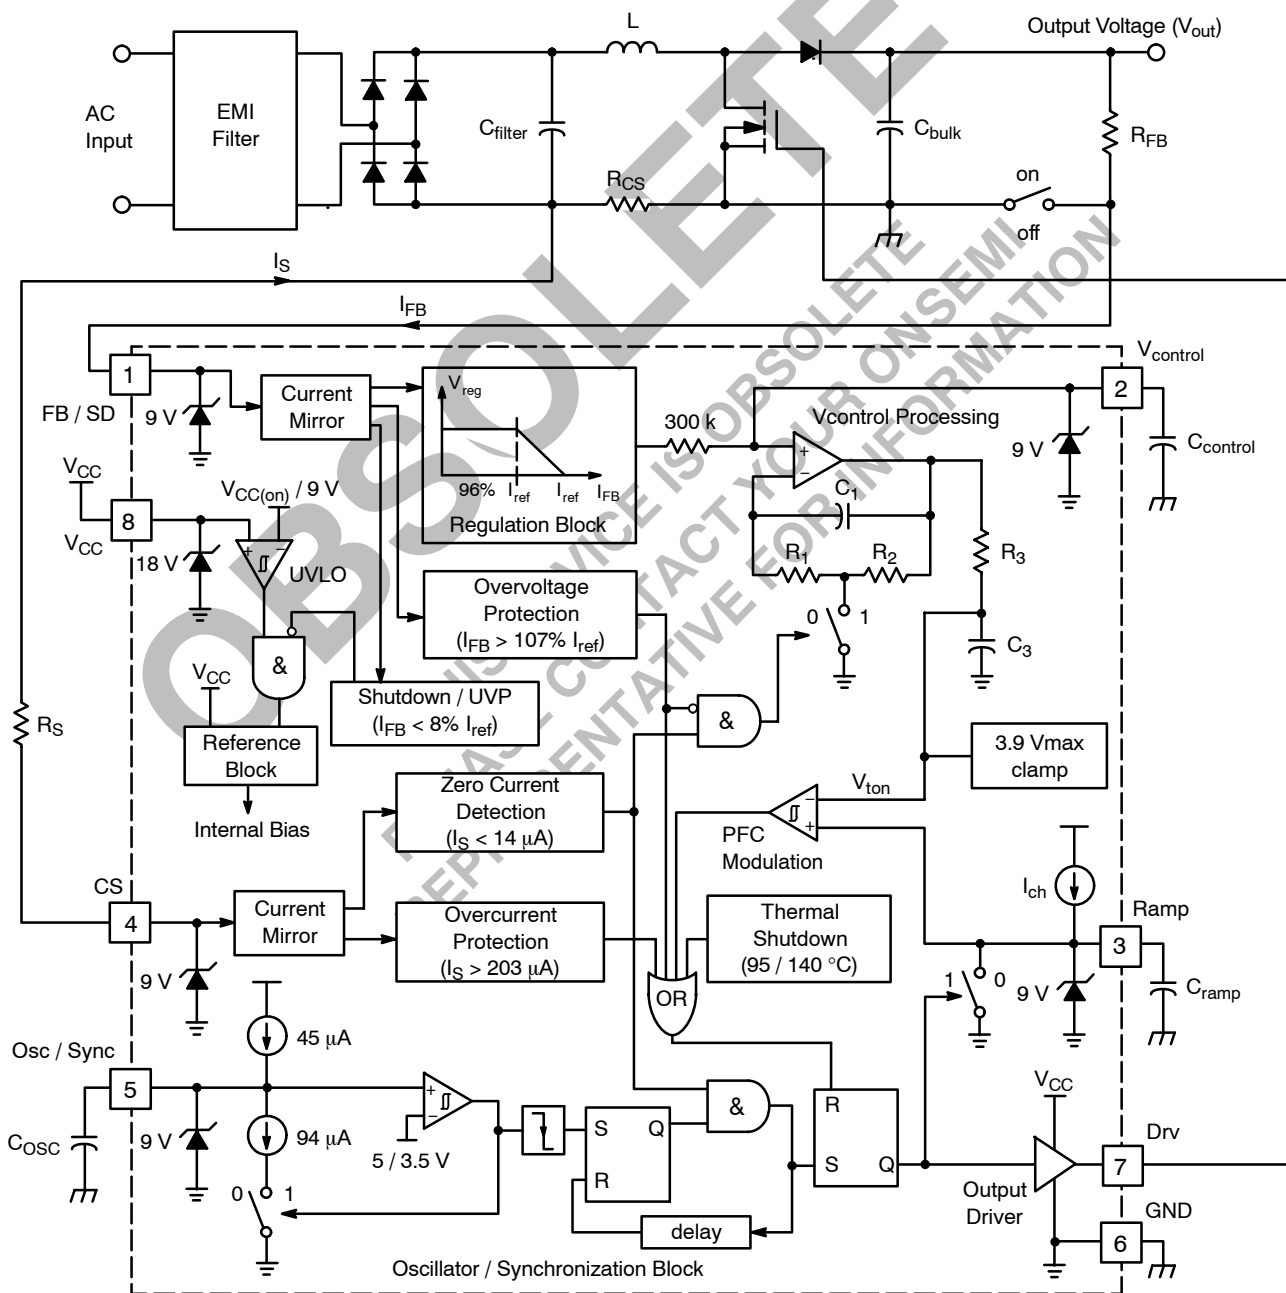 L
Output Voltage (Vout)
AC
Input
EMI
Filter
Cfilter
Cbulk
RFB
RCS
on
off
IS
IFB
Vcontrol
1
FB / SD
9 V
Current
Mirror
Vreg
96%
Iref
Iref
IFB
Regulation Block
300 k
Vcontrol Processing
+
−
C1
R1
R2
0
1
R3
C3
9 V
2
Ccontrol
VCC
8
VCC
18 V
VCC(on) / 9 V
+
−
UVLO
&
VCC
Reference
Block
Internal Bias
Overvoltage
Protection
(IFB > 107% Iref)
Shutdown / UVP
(IFB < 8% Iref)
&
RS
3.9 Vmax
clamp
Vton
−
+
PFC
Modulation
Zero Current
Detection
(IS < 14 μA)
CS
4
9 V
Current
Mirror
Overcurrent
Protection
(IS > 203 μA)
Thermal
Shutdown
(95 / 140 °C)
OR
Ich
Ramp
3
1
0
9 V
Cramp
Osc / Sync
5
COSC
9 V
45 μA
94 μA
0
1
+
−
5 / 3.5 V
S
Q
R
&
delay
R
S
Q
VCC
Output
Driver
Drv
7
GND
6
Oscillator / Synchronization Block
OBSOLETE
THIS DEVICE IS OBSOLETE
PLEASE CONTACT YOUR ONSEMI
REPRESENTATIVE FOR INFORMATION